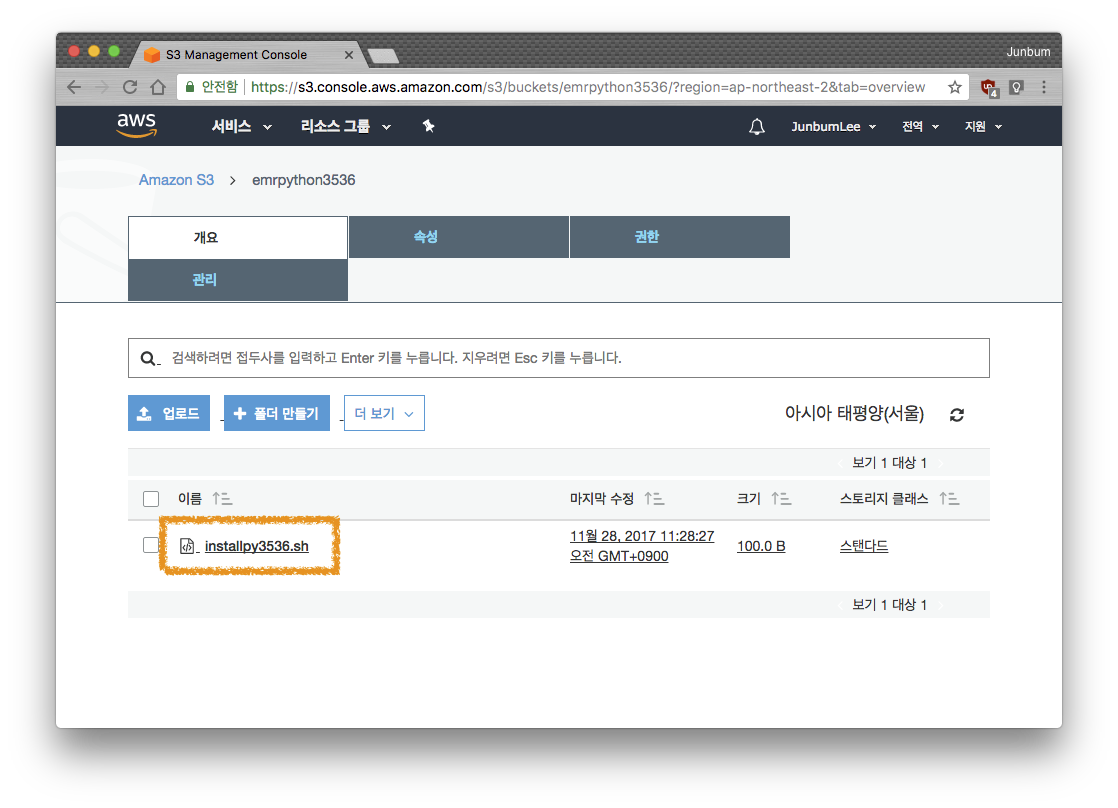 S3 Management Console
Junbum
안전함 https://s3.console.aws.amazon.com/s3/buckets/emrpython3536/?region=ap-northeast-2&tab=overview
4
aws 서비스 리소스 그룹 JunbumLee 전역 지원
Amazon S3 > emrpython3536
개요 속성 권한
관리
검색하려면 접두사를 입력하고 Enter 키를 누릅니다. 지우려면 Esc 키를 누릅니다.
업로드 + 폴더 만들기 더 보기 아시아 태평양(서울)
보기 1 대상 1
이름 마지막 수정 크기 스토리지 클래스
installpy3536.sh 11월 28, 2017 11:28:27 100.0 B 스탠다드
오전 GMT+0900
보기 1 대상 1